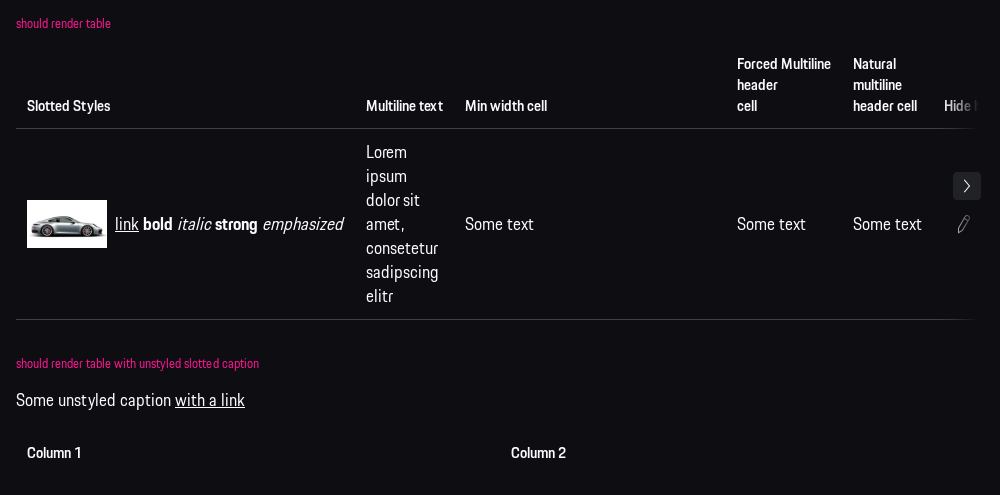 should render table
Slotted Styles
Multiline text
Min width cell
Forced Multiline
header
cell
Natural
multiline
header cell
Hide
link bold italic strong emphasized
Lorem
ipsum
dolor sit
amet,
consetetur
sadipscing
elitr
Some text
Some text
Some text
should render table with unstyled slotted caption
Some unstyled caption with a link
Column 1
Column 2